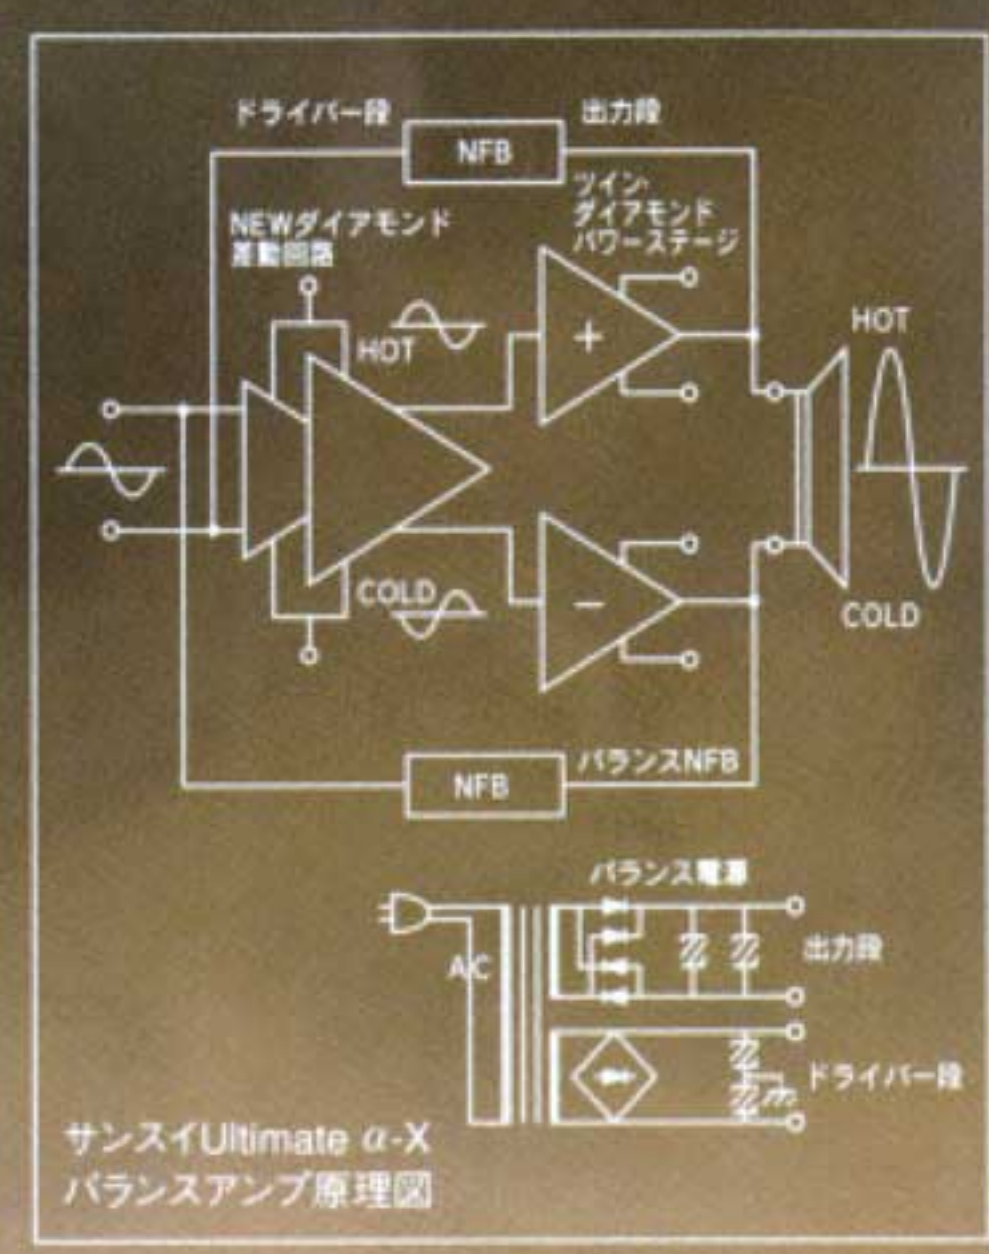 ドライバー段
出力段
NFB
ツイン・
ダイアモンド
パワーステージ
NEWダイアモンド
差動回路
HOT
+
HOT
COLD
−
COLD
バランスNFB
NFB
バランス電源
AC
出力段
ドライバー段
サンスイUltimate α-X
バランスアンプ原理図